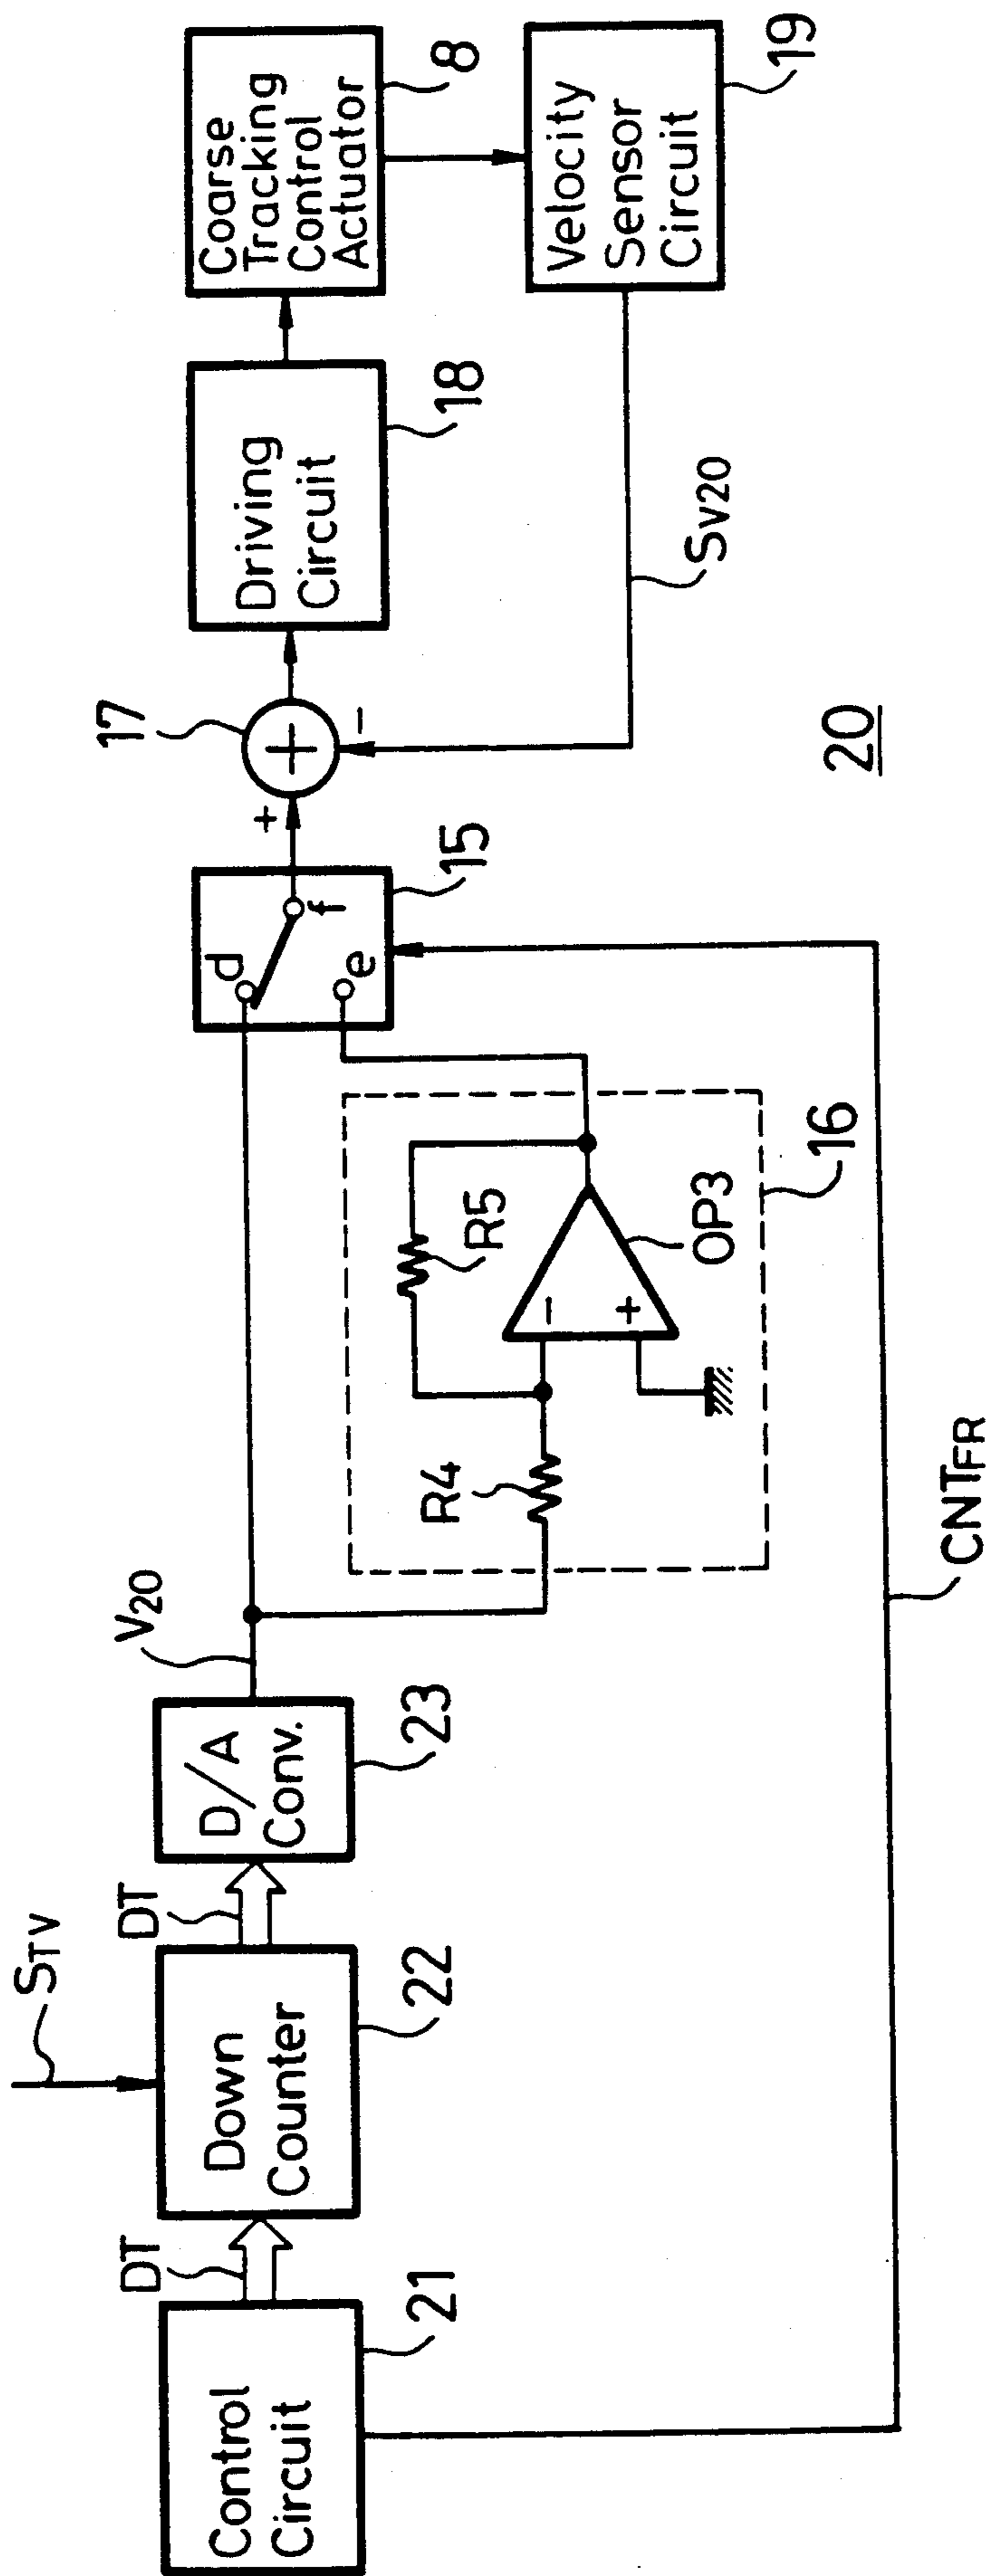 STV
DT
DT
V20
17
+
-
Control
Circuit
21
Down
Counter
22
D/A
Conv.
23
d
f
e
15
Driving
Circuit
18
Coarse
Tracking
Control
Actuator
8
R4
R5
-
+
OP3
16
+
Velocity
Sensor
Circuit
19
SV20
CNTFR
20